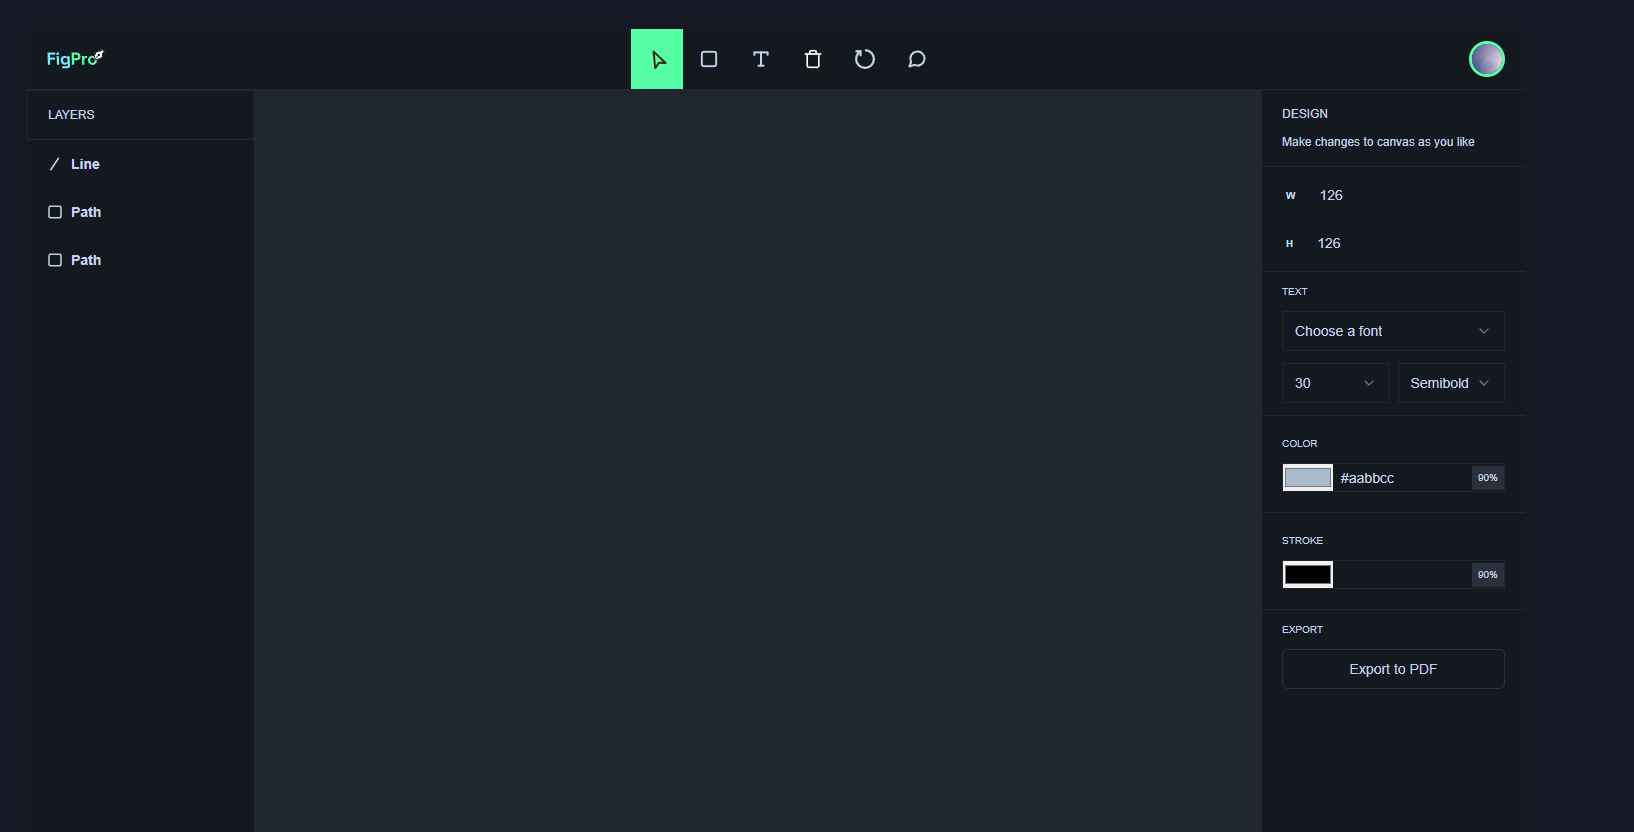 FigPro
LAYERS
Line
Path
Path
DESIGN
Make changes to canvas as you like
W 126
H 126
TEXT
Choose a font
30 Semibold
COLOR
#aabbcc 90%
STROKE
90%
EXPORT
Export to PDF